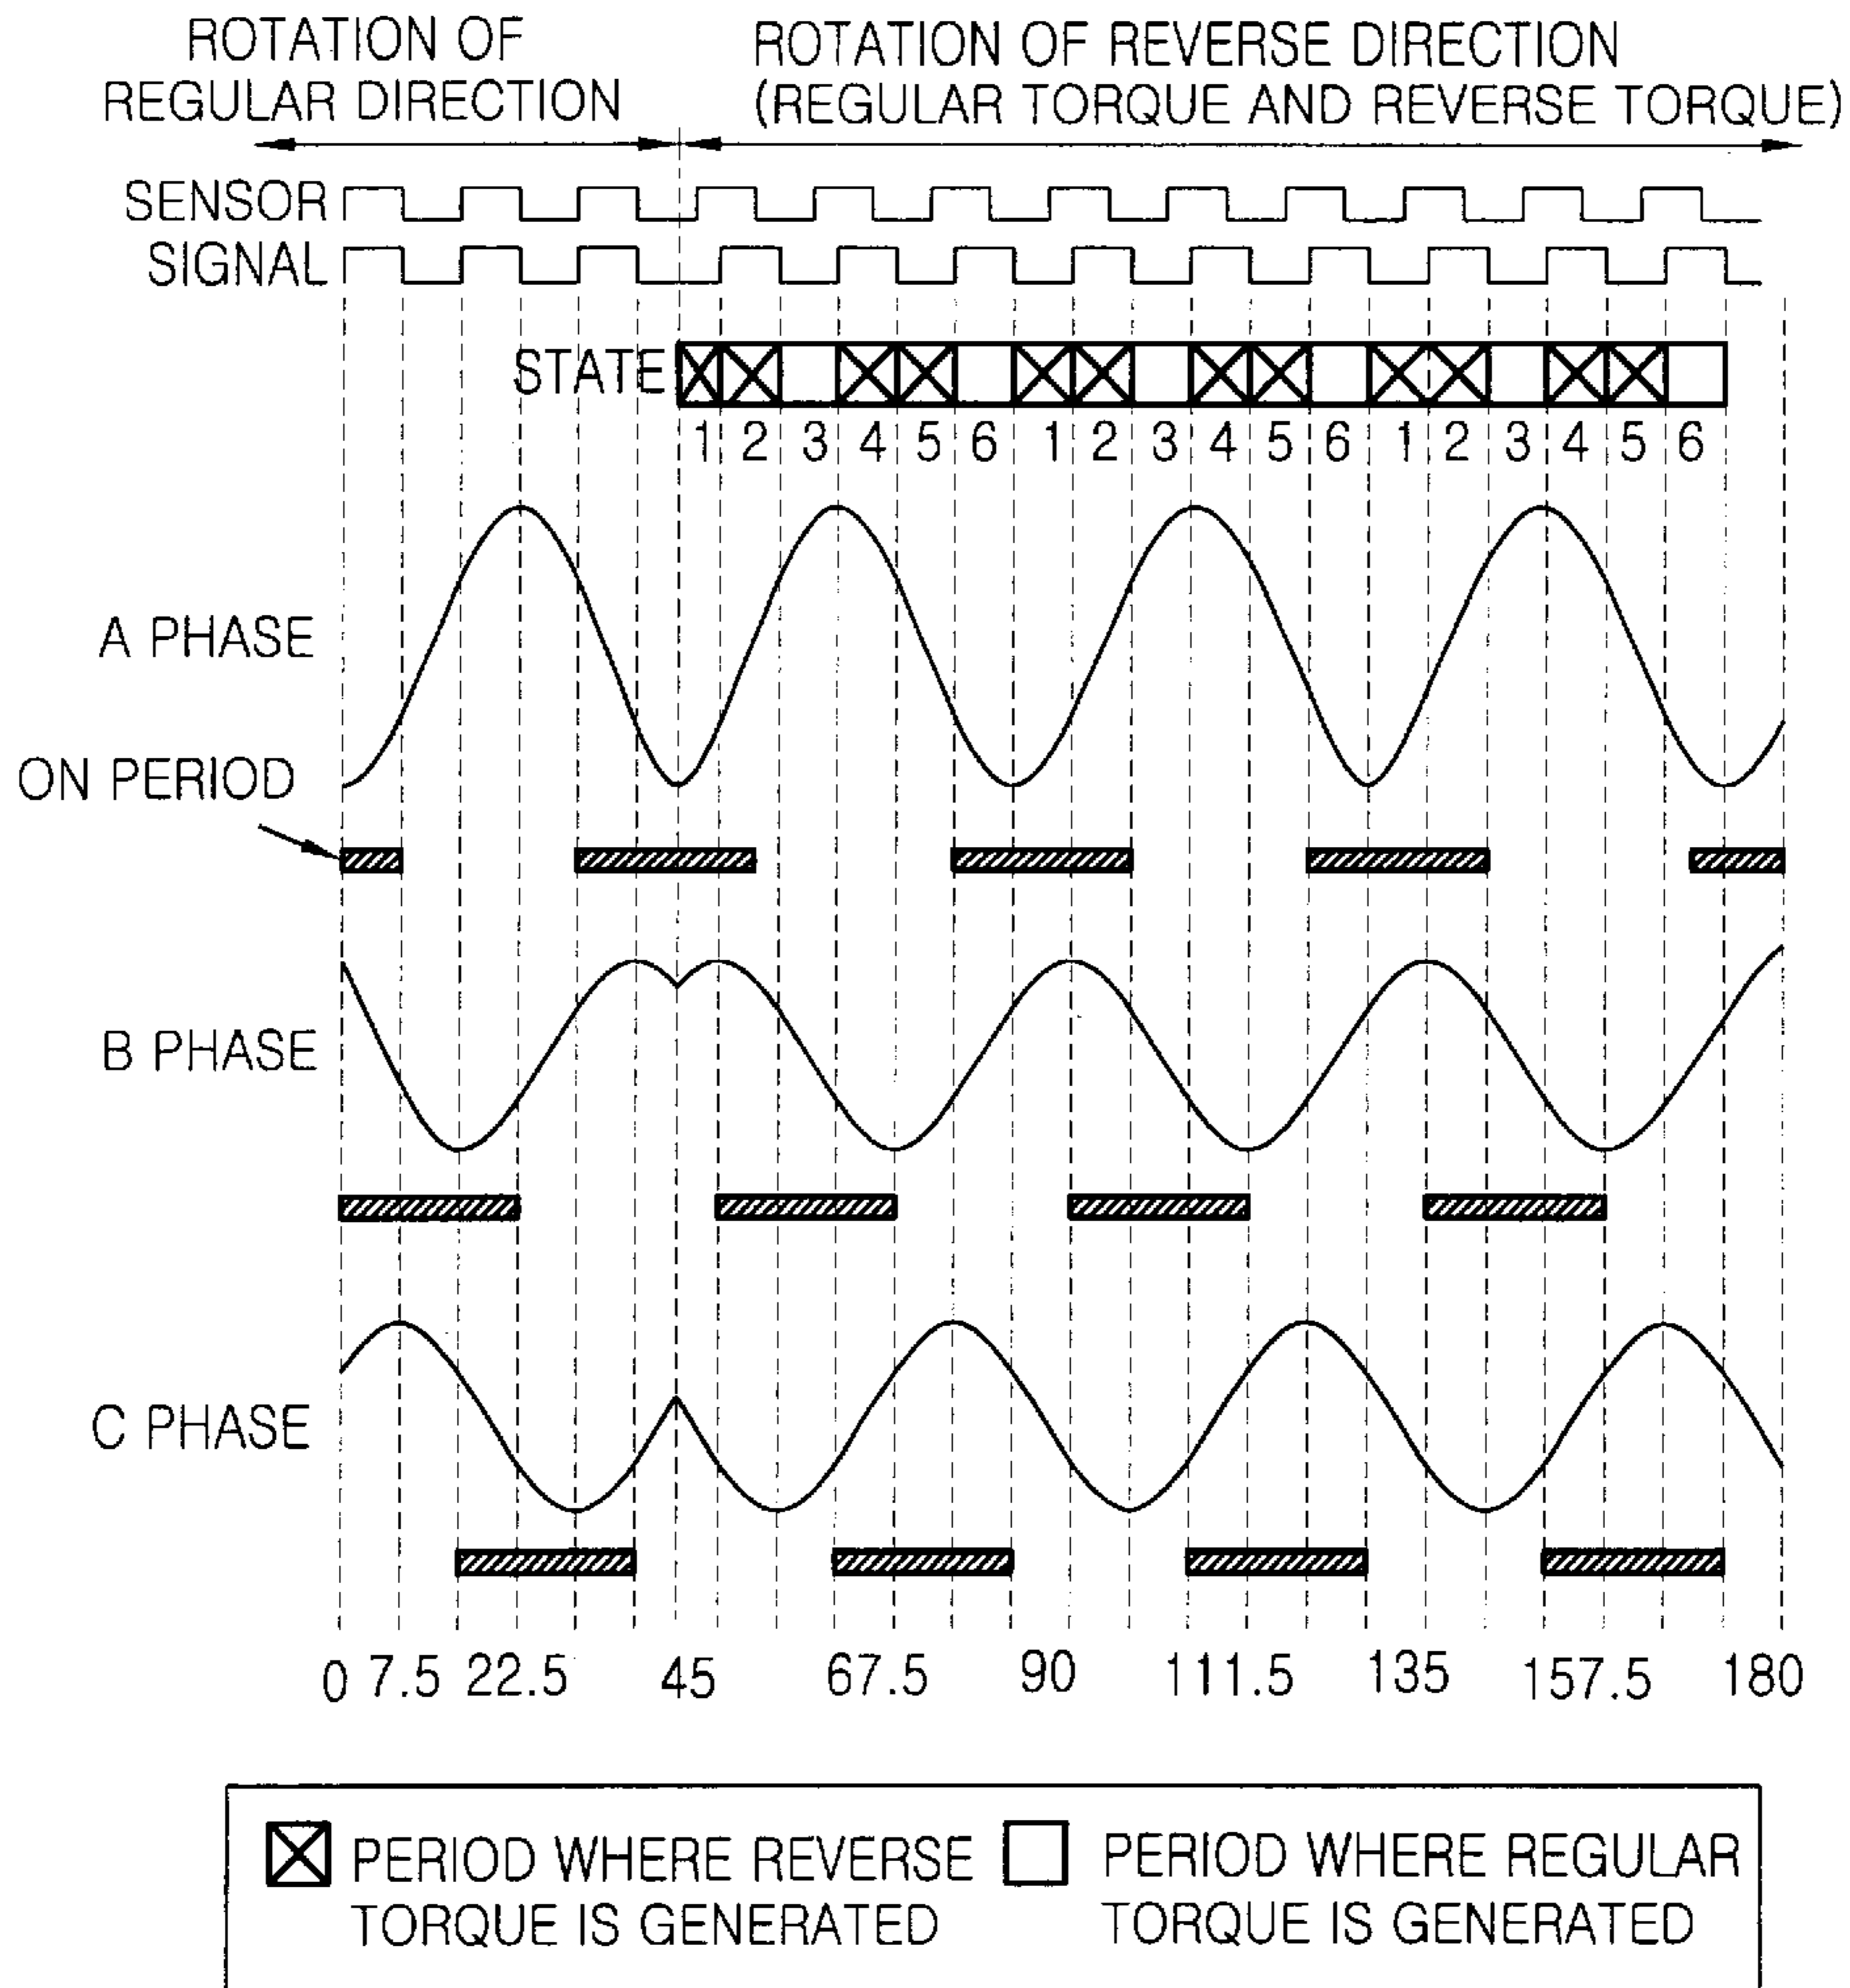 ROTATION OF
REGULAR DIRECTION
ROTATION OF REVERSE DIRECTION
(REGULAR TORQUE AND REVERSE TORQUE)
SENSOR
SIGNAL
STATE
1 2 3 4 5 6 1 2 3 4 5 6 1 2 3 4 5 6
A PHASE
ON PERIOD
B PHASE
C PHASE
0 7.5 22.5 45 67.5 90 111.5 135 157.5 180
PERIOD WHERE REVERSE
TORQUE IS GENERATED
PERIOD WHERE REGULAR
TORQUE IS GENERATED